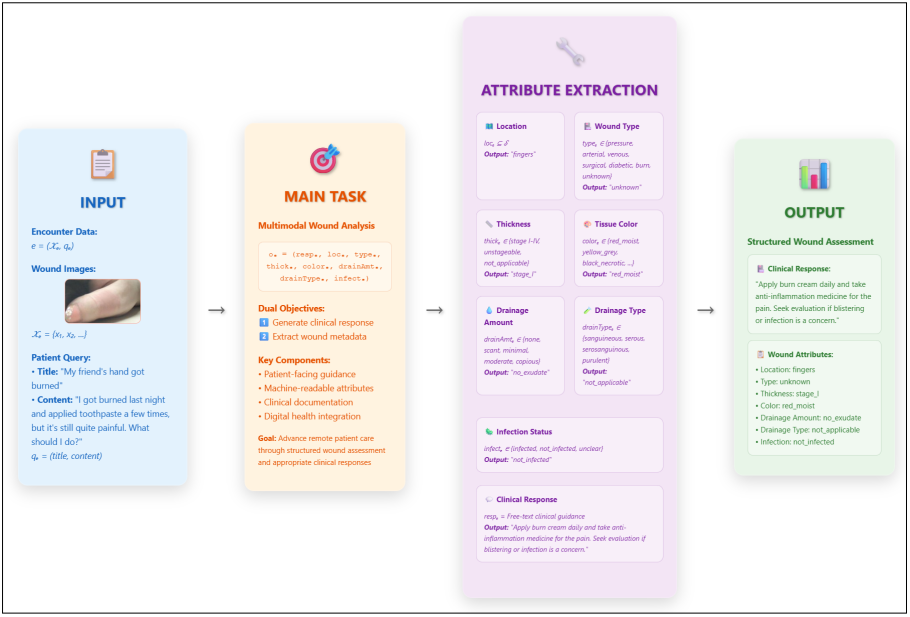 INPUT
Encounter Data:
e = (𝒳ₑ, qₑ)
Wound Images:
𝒳ₑ = {x₁, x₂, ...}
Patient Query:
• Title: "My friend's hand got
burned"
• Content: "I got burned last night
and applied toothpaste a few times,
but it's still quite painful. What
should I do?"
qₑ = (title, content)
→
MAIN TASK
Multimodal Wound Analysis
oₑ = (respₑ, locₑ, typeₑ,
thickₑ, colorₑ, drainAmtₑ,
drainTypeₑ, infectₑ)
Dual Objectives:
1 Generate clinical response
2 Extract wound metadata
Key Components:
• Patient-facing guidance
• Machine-readable attributes
• Clinical documentation
• Digital health integration
Goal: Advance remote patient care
through structured wound assessment
and appropriate clinical responses
→
ATTRIBUTE EXTRACTION
Location
locₑ ⊆ 𝓛
Output: "fingers"
Wound Type
typeₑ ∈ {pressure,
arterial, venous,
surgical, diabetic, burn,
unknown}
Output: "unknown"
Thickness
thickₑ ∈ {stage I-IV,
unstageable,
not_applicable}
Output: "stage_I"
Tissue Color
colorₑ ∈ {red_moist,
yellow_grey,
black_necrotic, ...}
Output: "red_moist"
Drainage
Amount
drainAmtₑ ∈ {none,
scant, minimal,
moderate, copious}
Output: "no_exudate"
Drainage Type
drainTypeₑ ∈
{sanguineous, serous,
serosanguinous,
purulent}
Output:
"not_applicable"
Infection Status
infectₑ ∈ {infected, not_infected, unclear}
Output: "not_infected"
Clinical Response
respₑ = Free-text clinical guidance
Output: "Apply burn cream daily and take anti-
inflammation medicine for the pain. Seek evaluation if
blistering or infection is a concern."
→
OUTPUT
Structured Wound Assessment
Clinical Response:
"Apply burn cream daily and take
anti-inflammation medicine for the
pain. Seek evaluation if blistering
or infection is a concern."
Wound Attributes:
• Location: fingers
• Type: unknown
• Thickness: stage_I
• Color: red_moist
• Drainage Amount: no_exudate
• Drainage Type: not_applicable
• Infection: not_infected